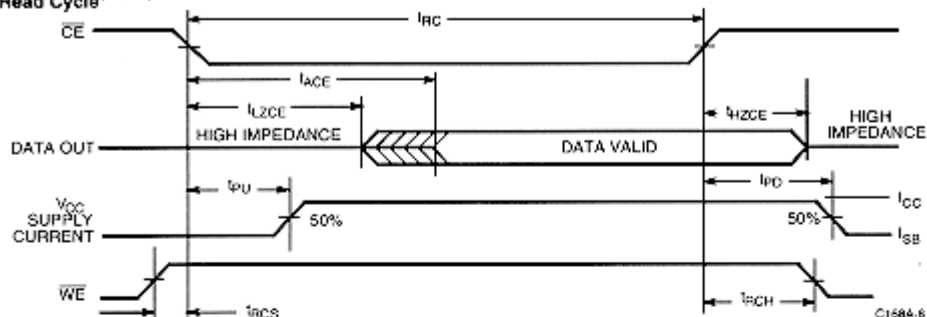 Read Cycle
tRC
CE
tACE
tLZCE
tHZCE
HIGH IMPEDANCE
HIGH
IMPEDANCE
DATA OUT
DATA VALID
tPU
tPD
VCC
SUPPLY
CURRENT
50%
50%
ICC
ISB
WE
tRCS
tRCH
C168A-8